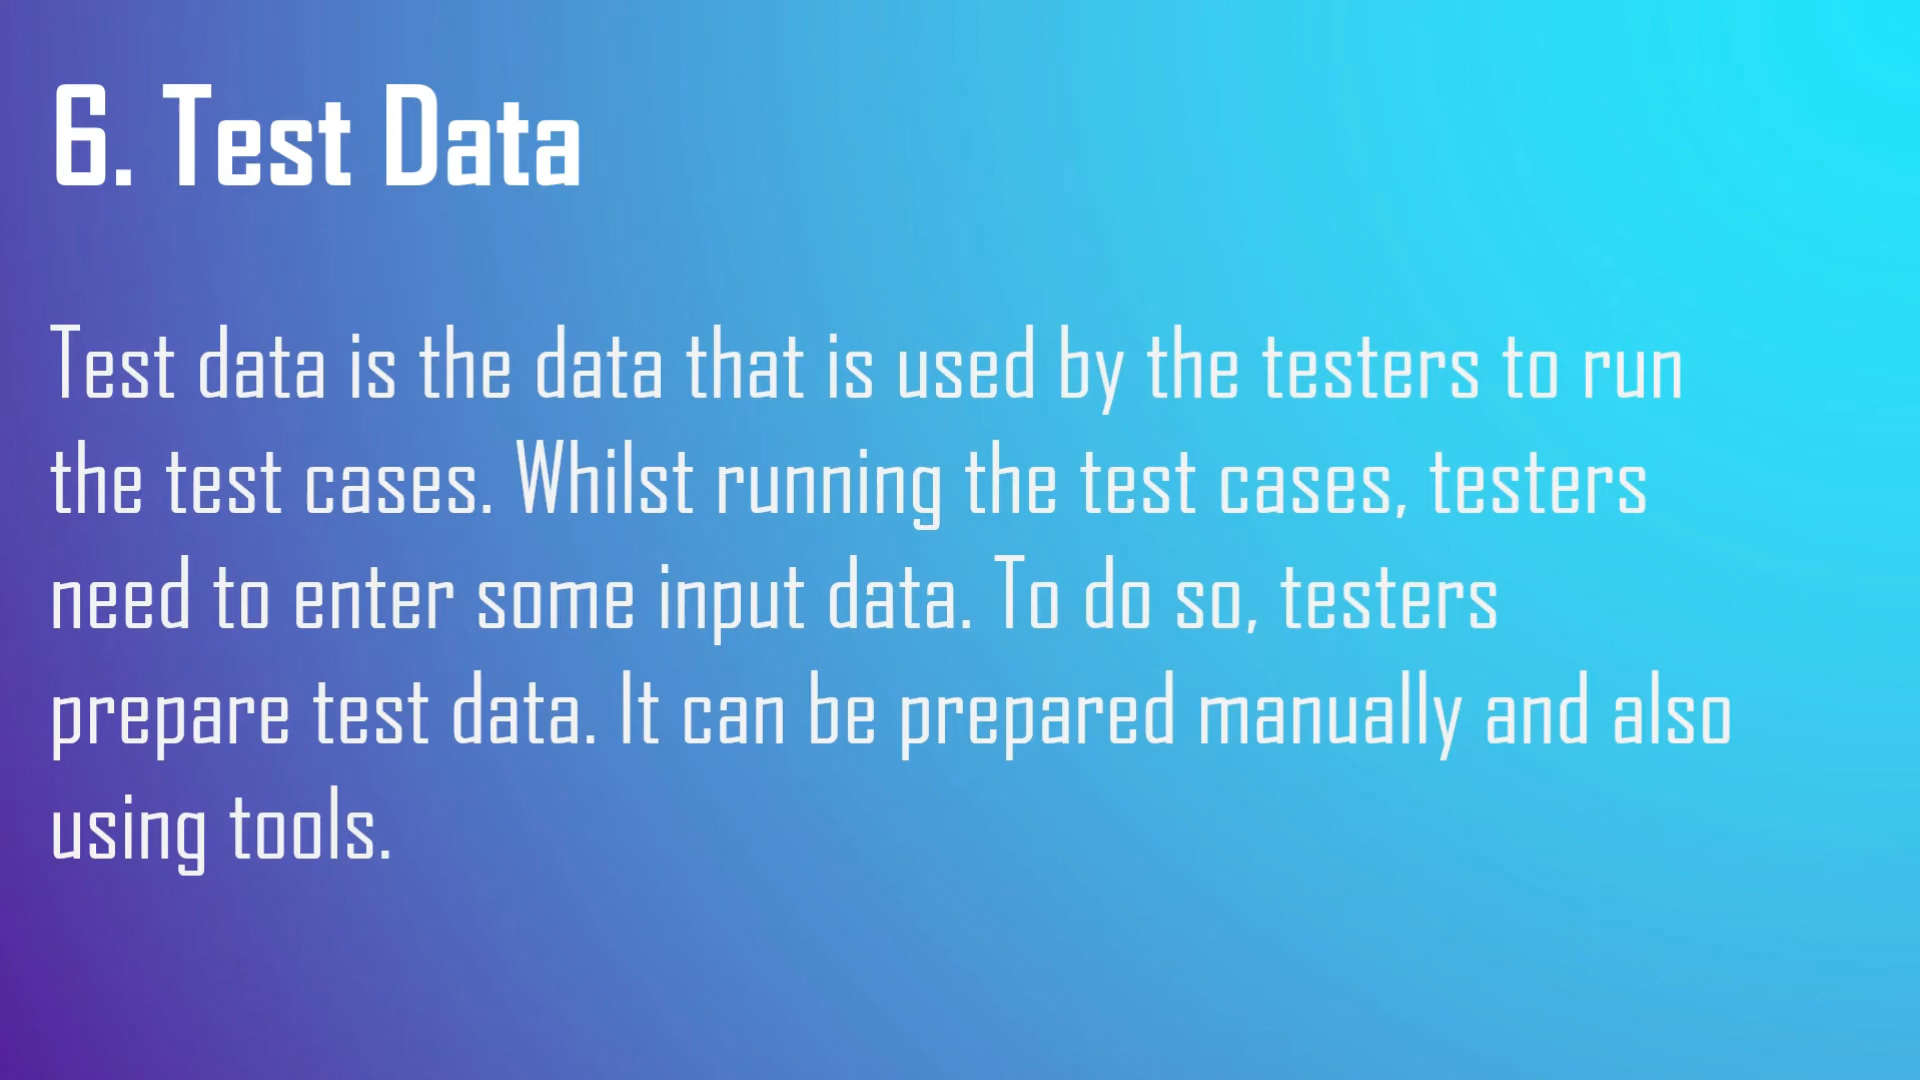 6. Test Data
Test data is the data that is used by the testers to run
the test cases. Whilst running the test cases, testers
need to enter some input data. To do so, testers
prepare test data. It can be prepared manually and also
using tools.